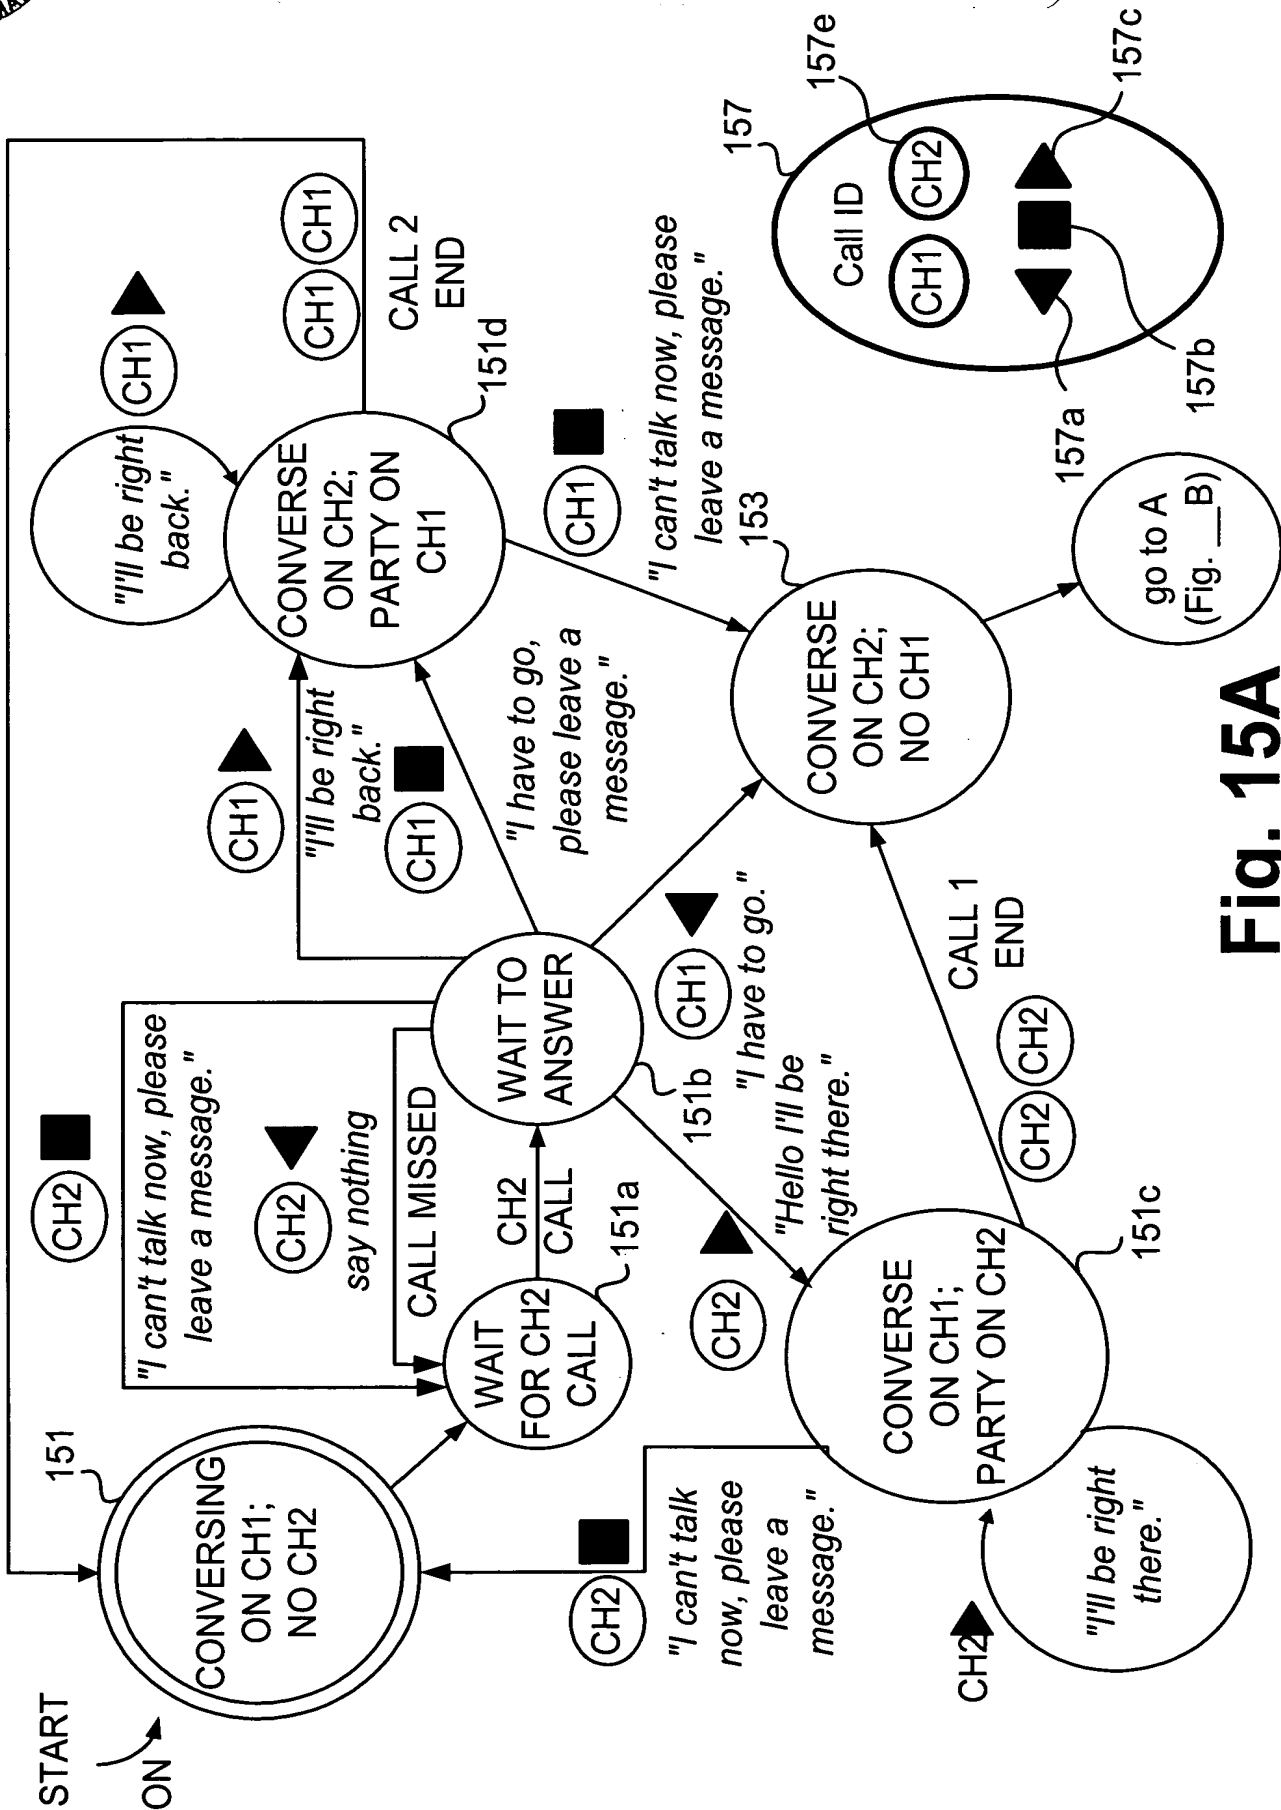 START
ON
151
CONVERSING
ON CH1;
NO CH2
CH2
"I can't talk now, please
leave a message."
CH2
say nothing
CALL MISSED
WAIT
FOR CH2
CALL
151a
CH2
CALL
WAIT TO
ANSWER
151b
CH1
"I'll be right
back."
CH1
"I have to go,
please leave a
message."
CH1
"I'll be right
back."
CONVERSE
ON CH2;
PARTY ON
CH1
151d
CH1 CH1
CALL 2
END
CH1
"I can't talk now, please
leave a message."
CH1
"I have to go."
153
CONVERSE
ON CH2;
NO CH1
go to A
(Fig. __B)
CH2
"Hello I'll be
right there."
CONVERSE
ON CH1;
PARTY ON CH2
151c
CALL 1
END
CH2 CH2
CH2
"I can't talk
now, please
leave a
message."
CH2
"I'll be right
there."
157
Call ID
CH1 CH2
157e
157a
157b
157c
Fig. 15A